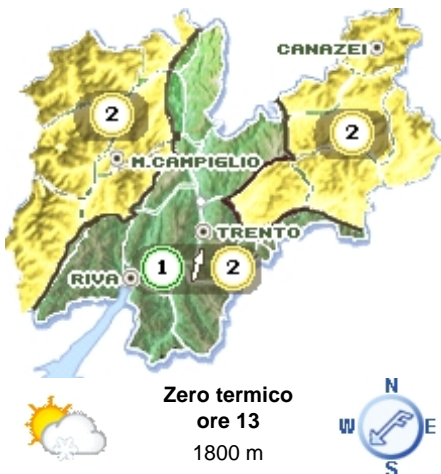 CANAZEI
2
2
M.CAMPIGLIO
TRENTO
RIVA
1
2
Zero termico
ore 13
1800 m
N
W
E
S